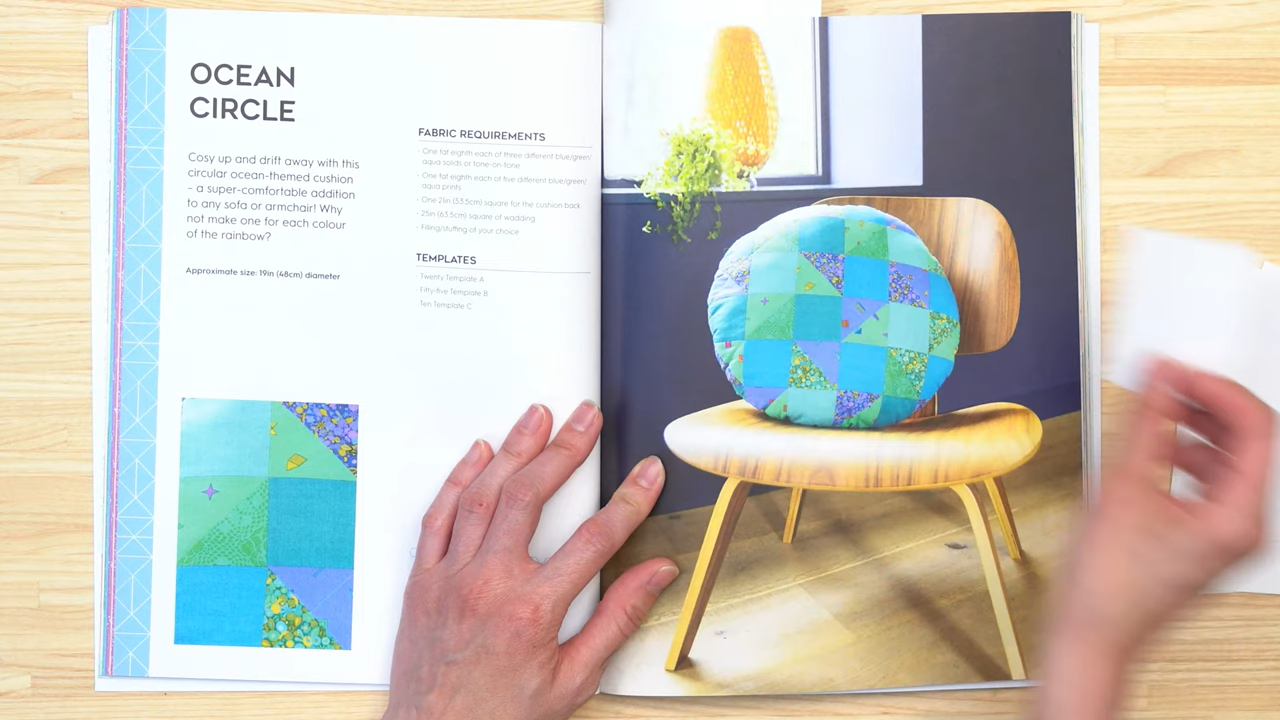 OCEAN
CIRCLE
Cosy up and drift away with this
circular ocean-themed cushion
– a super-comfortable addition
to any sofa or armchair! Why
not make one for each colour
of the rainbow?
Approximate size: 19in (48cm) diameter
FABRIC REQUIREMENTS
· One fat eighth each of three different blue/green/
aqua solids or tone-on-tone
· One fat eighth each of five different blue/green/
aqua prints
· One 21in (53.5cm) square for the cushion back
· 25in (63.5cm) square of wadding
· Filling/stuffing of your choice
TEMPLATES
· Twenty Template A
· Fifty-five Template B
· Ten Template C